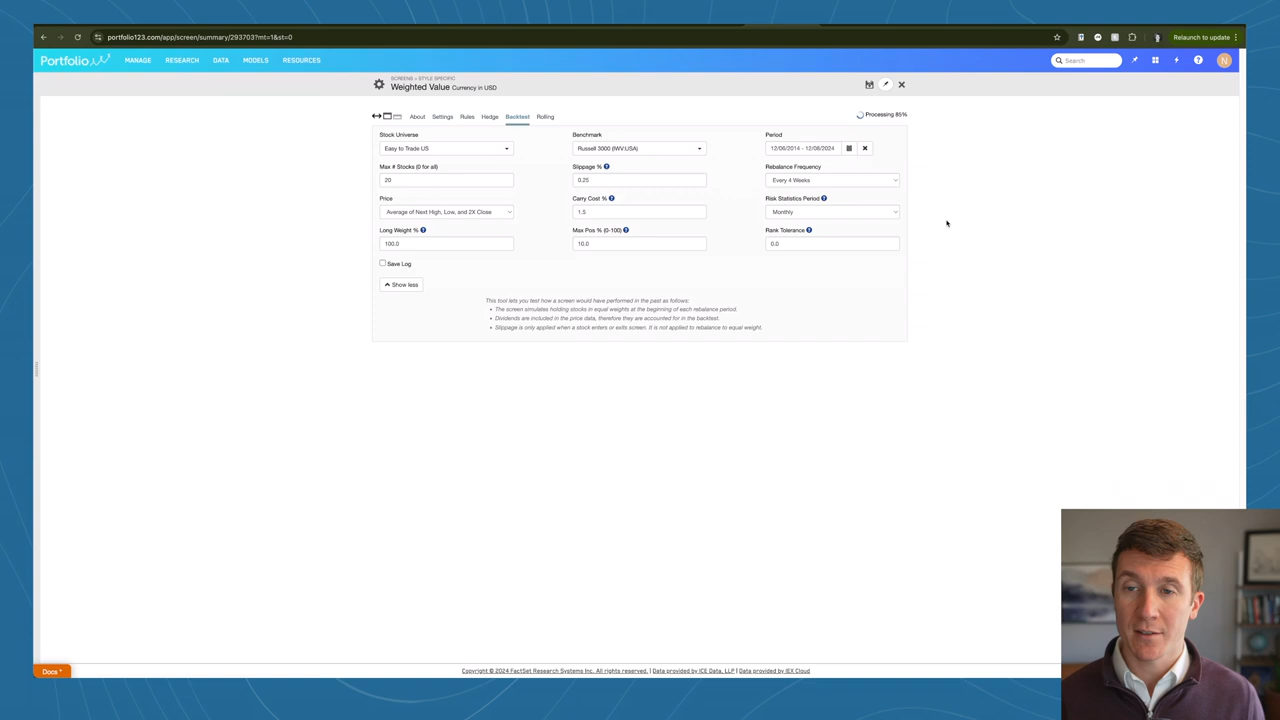 portfolio123.com/app/screen/summary/293703?mt=1&st=0
Relaunch to update
Portfolio
MANAGE
RESEARCH
DATA
MODELS
RESOURCES
Search
N
SCREENS > STYLE SPECIFIC
Weighted Value Currency in USD
About
Settings
Rules
Hedge
Backtest
Rolling
Processing 85%
Stock Universe
Benchmark
Period
Easy to Trade US
Russell 3000 (IWV:USA)
12/08/2014 - 12/08/2024
Max # Stocks (0 for all)
Slippage %
Rebalance Frequency
20
0.25
Every 4 Weeks
Price
Carry Cost %
Risk Statistics Period
Average of Next High, Low, and 2X Close
1.5
Monthly
Long Weight %
Max Pos % (0-100)
Rank Tolerance
100.0
10.0
0.0
Save Log
Show less
This tool lets you test how a screen would have performed in the past as follows:
• The screen simulates holding stocks in equal weights at the beginning of each rebalance period.
• Dividends are included in the price data, therefore they are accounted for in the backtest.
• Slippage is only applied when a stock enters or exits screen. It is not applied to rebalance to equal weight.
Docs
Copyright © 2024 FactSet Research Systems Inc. All rights reserved. | Data provided by ICE Data, LLP | Data provided by IEX Cloud